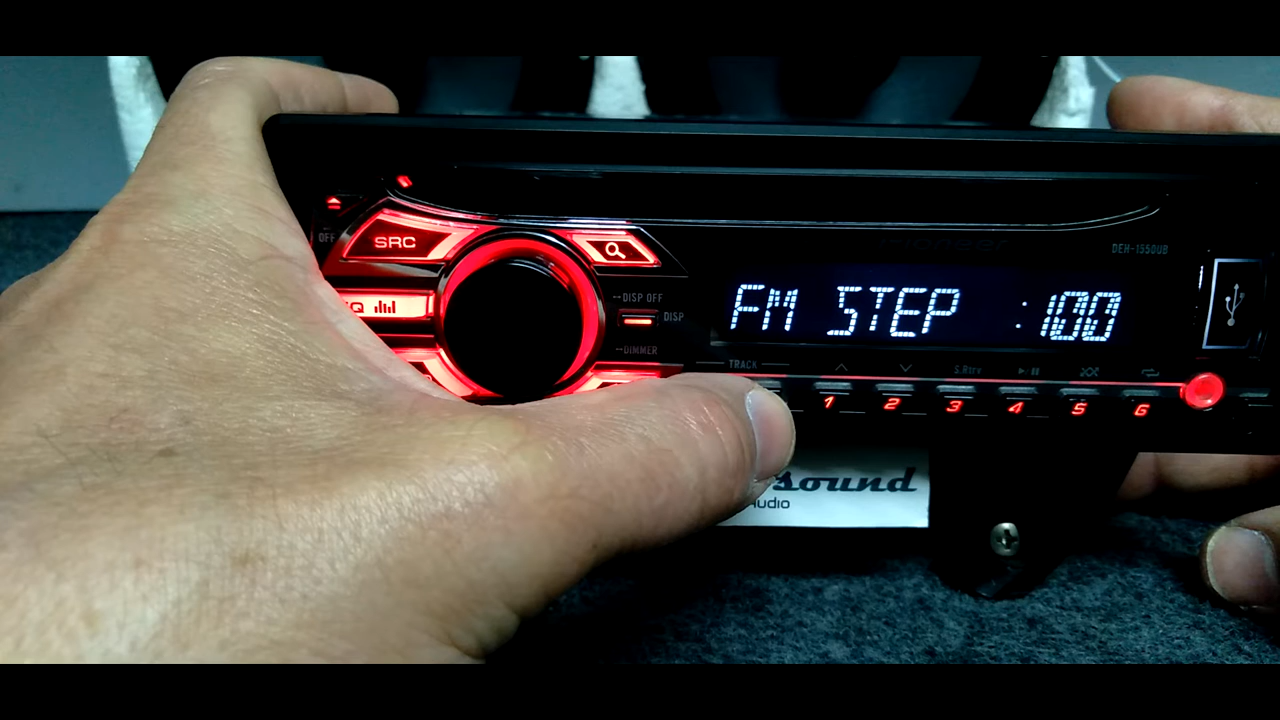 OFF
SRC
Pioneer
DEH-1550UB
DISP OFF
DISP
DIMMER
FM STEP :100
TRACK
S.Rtrv
1 2 3 4 5 6
sound
Audio